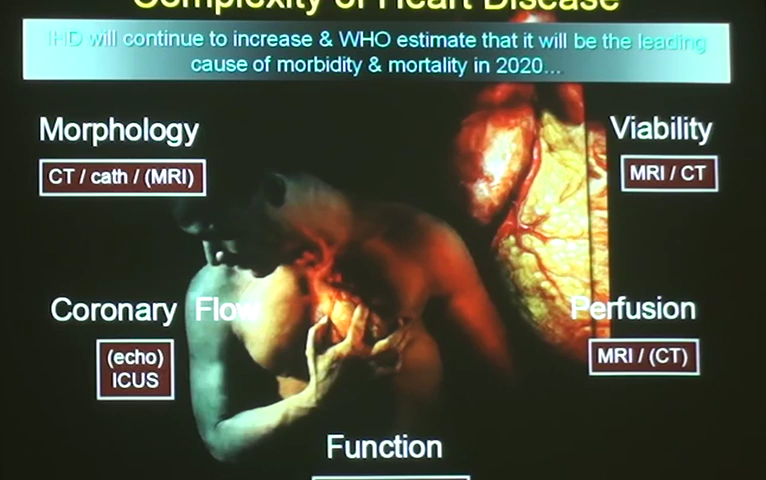 Complexity of Heart Disease
IHD will continue to increase & WHO estimate that it will be the leading
cause of morbidity & mortality in 2020...
Morphology
CT / cath / (MRI)
Viability
MRI / CT
Coronary Flow
(echo)
ICUS
Perfusion
MRI / (CT)
Function